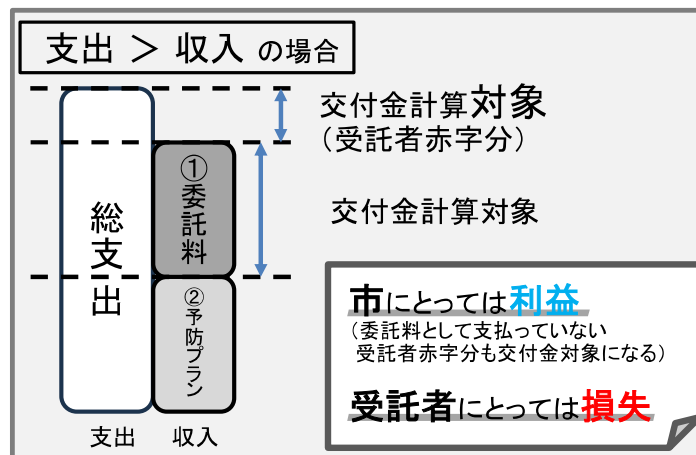 支出 > 収入 の場合
交付金計算対象
（受託者赤字分）
①委託料
交付金計算対象
総支出
②予防プラン
市にとっては利益
（委託料として支払っていない
受託者赤字分も交付金対象になる）
受託者にとっては損失
支出 収入